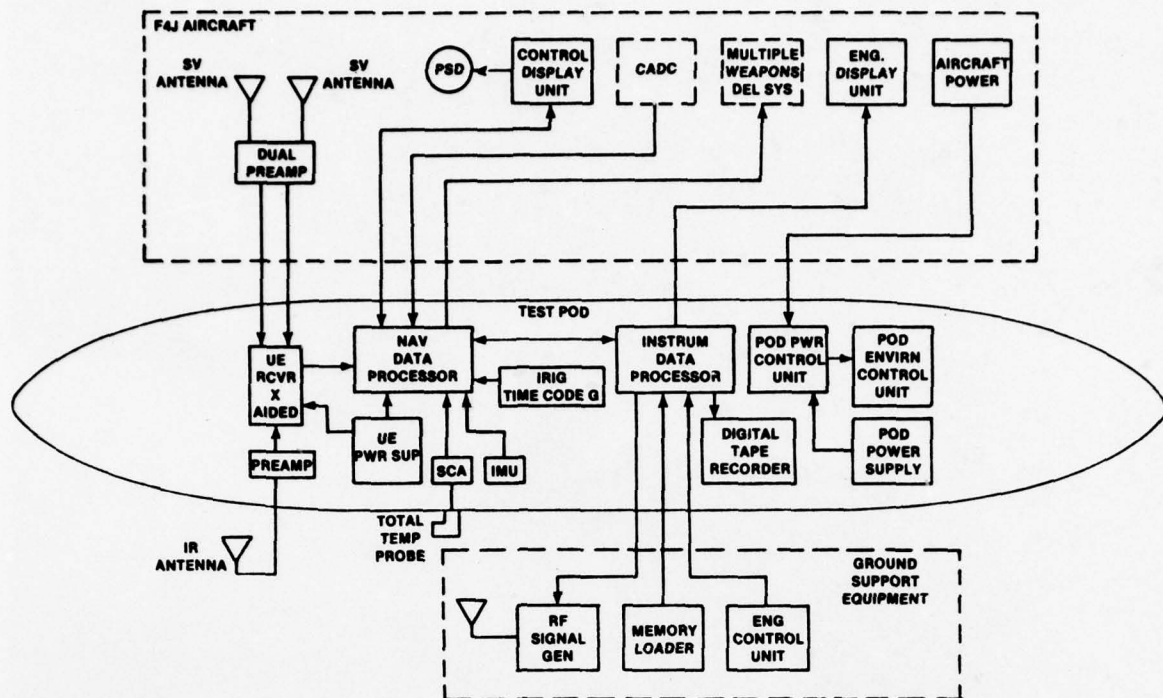 F4J AIRCRAFT
SV
ANTENNA
SV
ANTENNA
DUAL
PREAMP
PSD
CONTROL
DISPLAY
UNIT
CADC
MULTIPLE
WEAPONS
DEL SYS
ENG.
DISPLAY
UNIT
AIRCRAFT
POWER
TEST POD
UE
RCVR
X
AIDED
NAV
DATA
PROCESSOR
IRIG
TIME CODE G
INSTRUM
DATA
PROCESSOR
POD PWR
CONTROL
UNIT
POD
ENVIRN
CONTROL
UNIT
PREAMP
UE
PWR SUP
SCA
IMU
DIGITAL
TAPE
RECORDER
POD
POWER
SUPPLY
IR
ANTENNA
TOTAL
TEMP
PROBE
GROUND
SUPPORT
EQUIPMENT
RF
SIGNAL
GEN
MEMORY
LOADER
ENG
CONTROL
UNIT